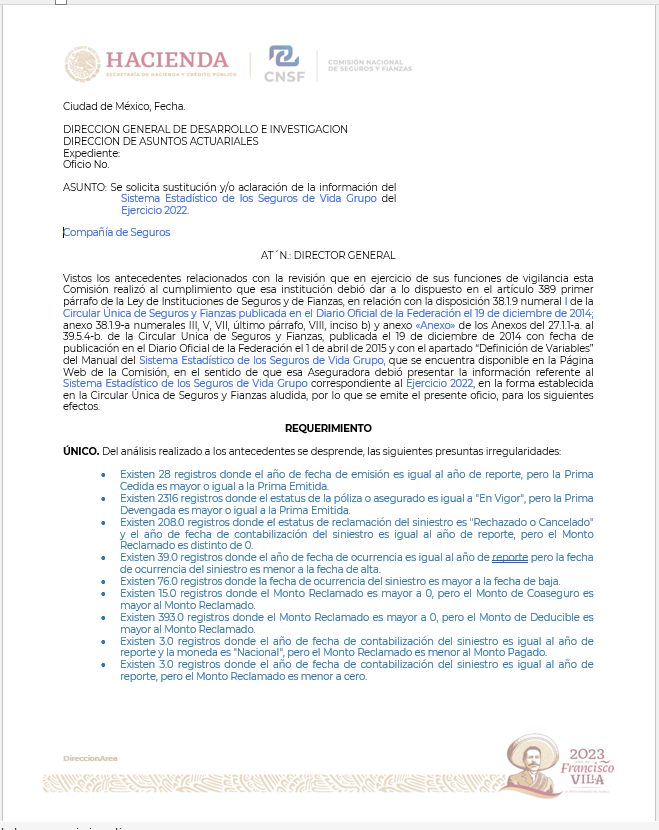 HACIENDA
SECRETARÍA DE HACIENDA Y CRÉDITO PÚBLICO
CNSF
COMISIÓN NACIONAL
DE SEGUROS Y FIANZAS
Ciudad de México, Fecha.
DIRECCION GENERAL DE DESARROLLO E INVESTIGACION
DIRECCION DE ASUNTOS ACTUARIALES
Expediente:
Oficio No.
ASUNTO: Se solicita sustitución y/o aclaración de la información del
Sistema Estadístico de los Seguros de Vida Grupo del
Ejercicio 2022.
Compañía de Seguros
AT´N.: DIRECTOR GENERAL
Vistos los antecedentes relacionados con la revisión que en ejercicio de sus funciones de vigilancia esta
Comisión realizó al cumplimiento que esa institución debió dar a lo dispuesto en el artículo 389 primer
párrafo de la Ley de Instituciones de Seguros y de Fianzas, en relación con la disposición 38.1.9 numeral I de la
Circular Única de Seguros y Fianzas publicada en el Diario Oficial de la Federación el 19 de diciembre de 2014;
anexo 38.1.9-a numerales III, V, VII, último párrafo, VIII, inciso b) y anexo «Anexo» de los Anexos del 27.1.1-a. al
39.5.4-b. de la Circular Unica de Seguros y Fianzas, publicada el 19 de diciembre de 2014 con fecha de
publicación en el Diario Oficial de la Federación el 1 de abril de 2015 y con el apartado "Definición de Variables"
del Manual del Sistema Estadístico de los Seguros de Vida Grupo, que se encuentra disponible en la Página
Web de la Comisión, en el sentido de que esa Aseguradora debió presentar la información referente al
Sistema Estadístico de los Seguros de Vida Grupo correspondiente al Ejercicio 2022, en la forma establecida
en la Circular Única de Seguros y Fianzas aludida, por lo que se emite el presente oficio, para los siguientes
efectos.
REQUERIMIENTO
ÚNICO. Del análisis realizado a los antecedentes se desprende, las siguientes presuntas irregularidades:
• Existen 28 registros donde el año de fecha de emisión es igual al año de reporte, pero la Prima
Cedida es mayor o igual a la Prima Emitida.
• Existen 2316 registros donde el estatus de la póliza o asegurado es igual a "En Vigor", pero la Prima
Devengada es mayor o igual a la Prima Emitida.
• Existen 208.0 registros donde el estatus de reclamación del siniestro es "Rechazado o Cancelado"
y el año de fecha de contabilización del siniestro es igual al año de reporte, pero el Monto
Reclamado es distinto de 0.
• Existen 39.0 registros donde el año de fecha de ocurrencia es igual al año de reporte pero la fecha
de ocurrencia del siniestro es menor a la fecha de alta.
• Existen 76.0 registros donde la fecha de ocurrencia del siniestro es mayor a la fecha de baja.
• Existen 15.0 registros donde el Monto Reclamado es mayor a 0, pero el Monto de Coaseguro es
mayor al Monto Reclamado.
• Existen 393.0 registros donde el Monto Reclamado es mayor a 0, pero el Monto de Deducible es
mayor al Monto Reclamado.
• Existen 3.0 registros donde el año de fecha de contabilización del siniestro es igual al año de
reporte y la moneda es "Nacional", pero el Monto Reclamado es menor al Monto Pagado.
• Existen 3.0 registros donde el año de fecha de contabilización del siniestro es igual al año de
reporte, pero el Monto Reclamado es menor a cero.
DireccionArea
2023
Francisco
VILLA